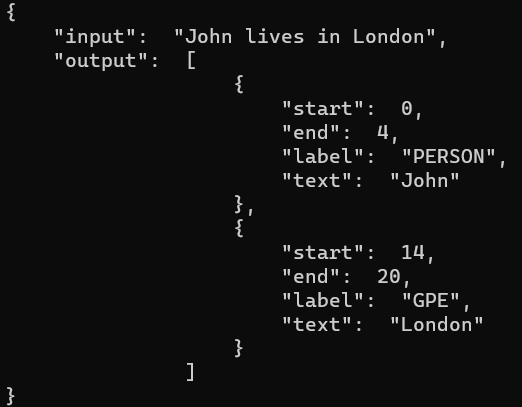 {
    "input":  "John lives in London",
    "output":  [
                   {
                       "start":  0,
                       "end":  4,
                       "label":  "PERSON",
                       "text":  "John"
                   },
                   {
                       "start":  14,
                       "end":  20,
                       "label":  "GPE",
                       "text":  "London"
                   }
               ]
}